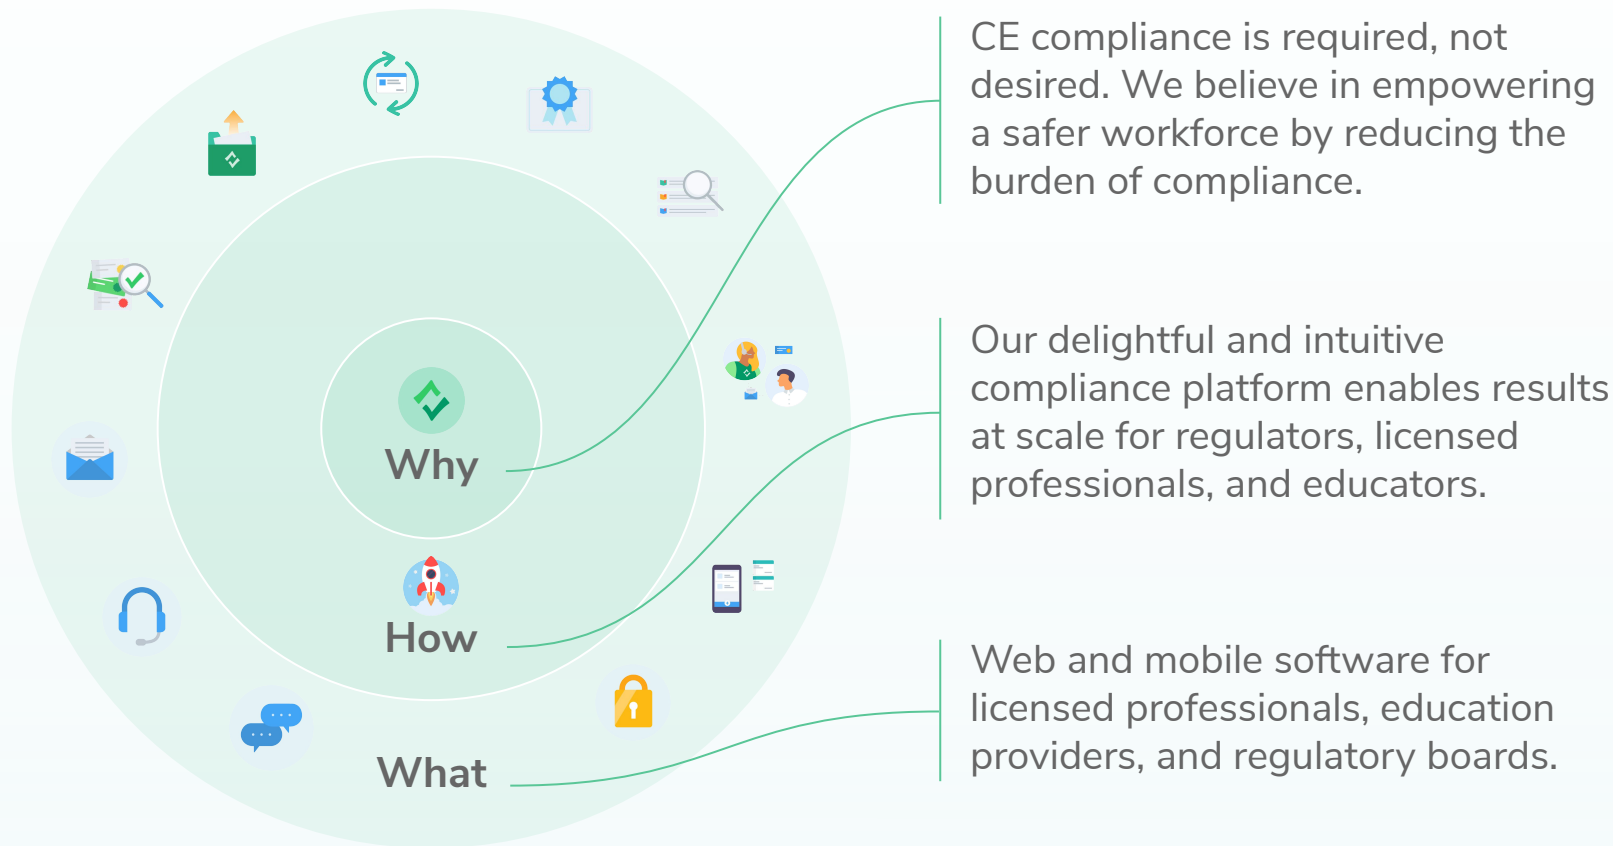 CE compliance is required, not
desired. We believe in empowering
a safer workforce by reducing the
burden of compliance.
Why
Our delightful and intuitive
compliance platform enables results
at scale for regulators, licensed
professionals, and educators.
How
Web and mobile software for
licensed professionals, education
providers, and regulatory boards.
What